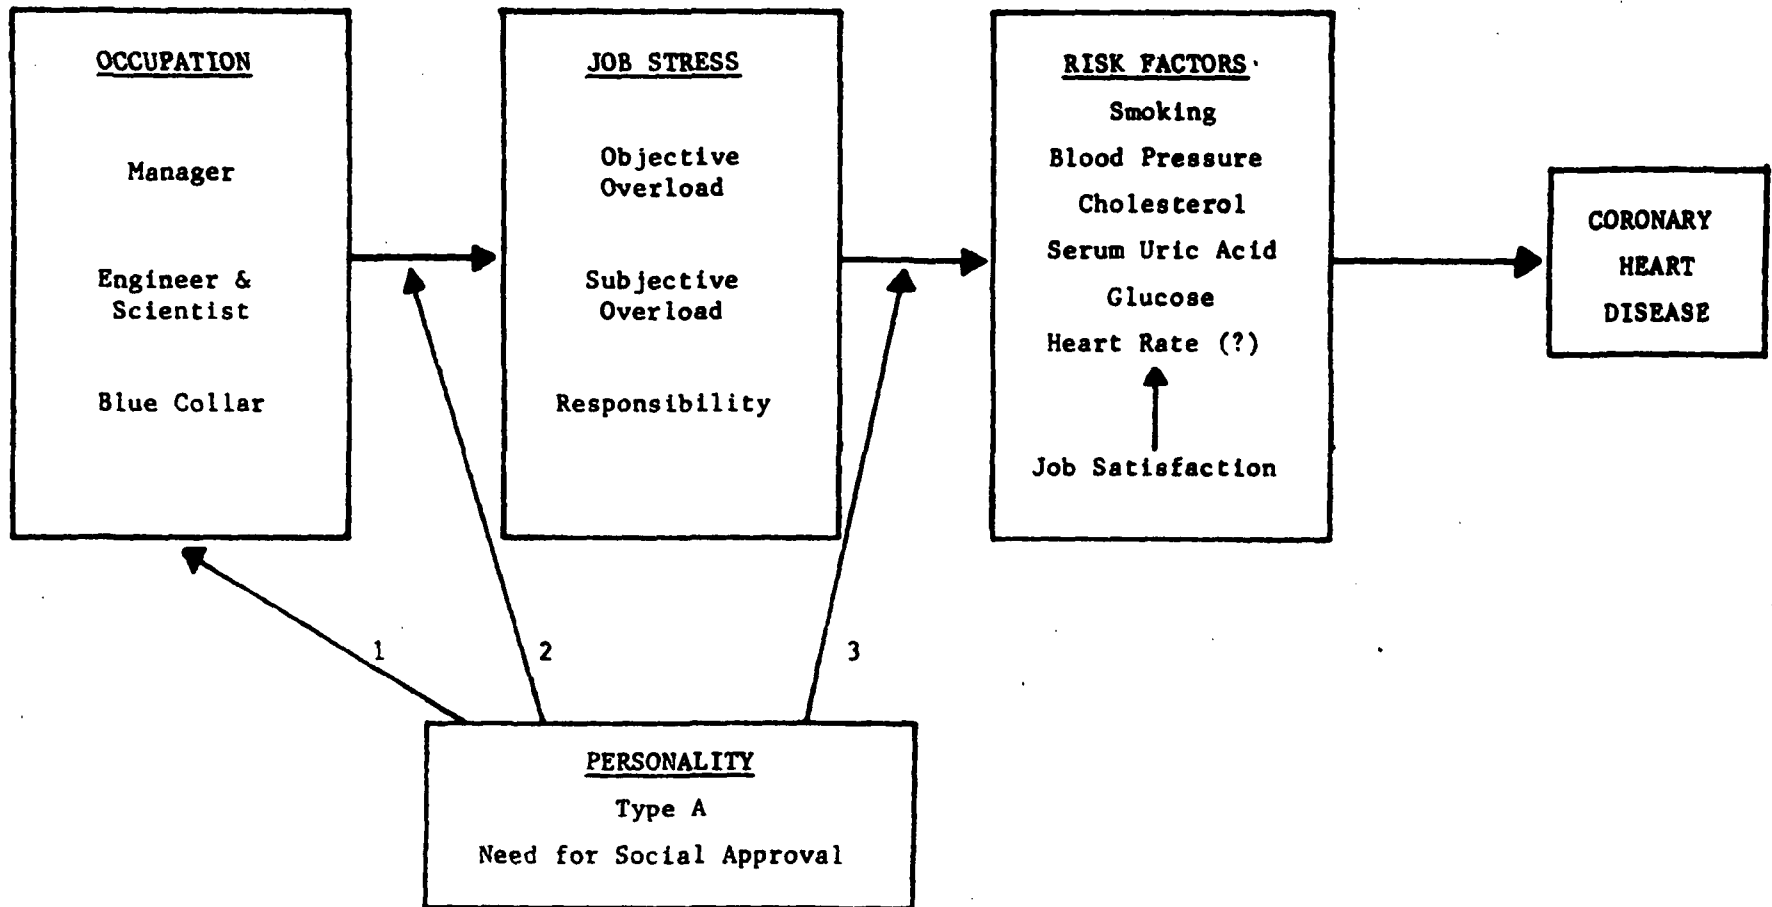 OCCUPATION
Manager
Engineer &
Scientist
Blue Collar
JOB STRESS
Objective
Overload
Subjective
Overload
Responsibility
RISK FACTORS
Smoking
Blood Pressure
Cholesterol
Serum Uric Acid
Glucose
Heart Rate (?)
Job Satisfaction
CORONARY
HEART
DISEASE
1
2
3
PERSONALITY
Type A
Need for Social Approval